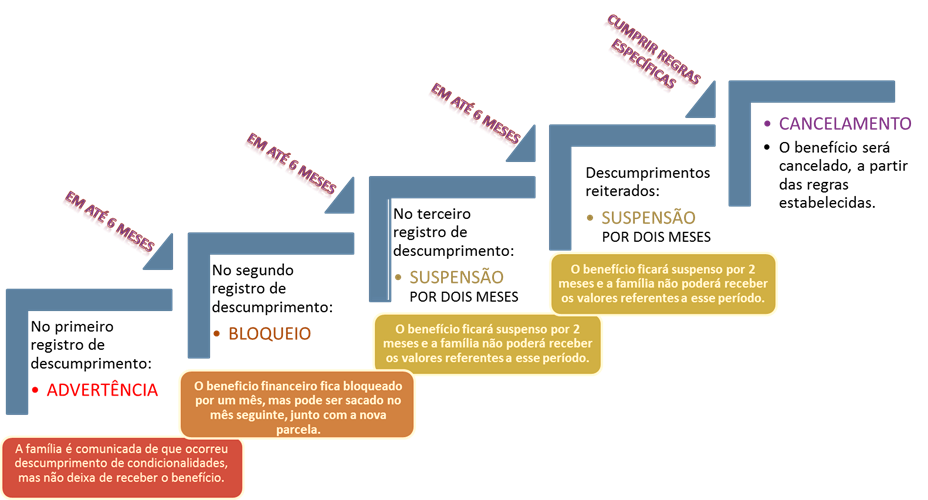 No primeiro
registro de
descumprimento:
• ADVERTÊNCIA
A família é comunicada de que ocorreu
descumprimento de condicionalidades,
mas não deixa de receber o benefício.
EM ATÉ 6 MESES
No segundo
registro de
descumprimento:
• BLOQUEIO
O beneficio financeiro fica bloqueado
por um mês, mas pode ser sacado no
mês seguinte, junto com a nova
parcela.
EM ATÉ 6 MESES
No terceiro
registro de
descumprimento:
• SUSPENSÃO
POR DOIS MESES
O benefício ficará suspenso por 2
meses e a família não poderá receber
os valores referentes a esse período.
EM ATÉ 6 MESES
Descumprimentos
reiterados:
• SUSPENSÃO
POR DOIS MESES
O benefício ficará suspenso por 2
meses e a família não poderá receber
os valores referentes a esse período.
CUMPRIR REGRAS
ESPECÍFICAS
• CANCELAMENTO
• O benefício será
cancelado, a partir
das regras
estabelecidas.